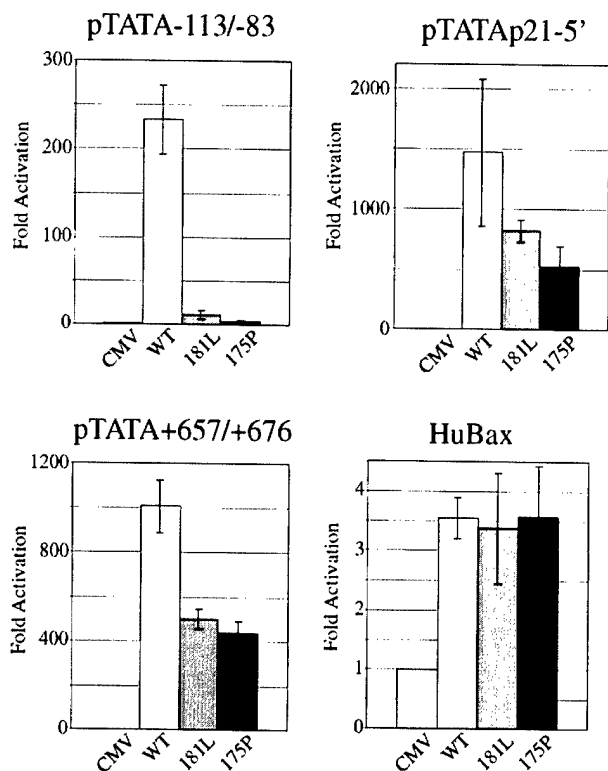 pTATA-113/-83
Fold Activation
300
200
100
0
CMV WT 181L 175P
pTATAp21-5'
Fold Activation
2000
1000
0
CMV WT 181L 175P
pTATA+657/+676
Fold Activation
1200
800
400
0
CMV WT 181L 175P
HuBax
Fold Activation
4
3
2
1
0
CMV WT 181L 175P